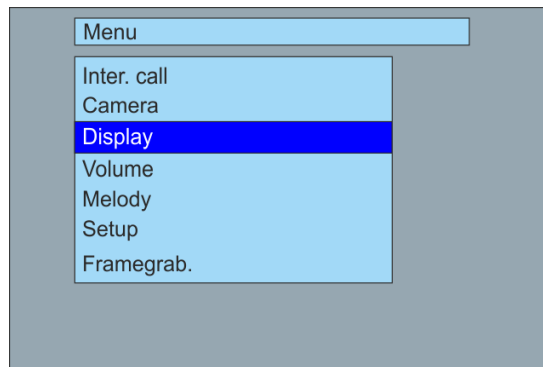 Menu
Inter. call
Camera
Display
Volume
Melody
Setup
Framegrab.